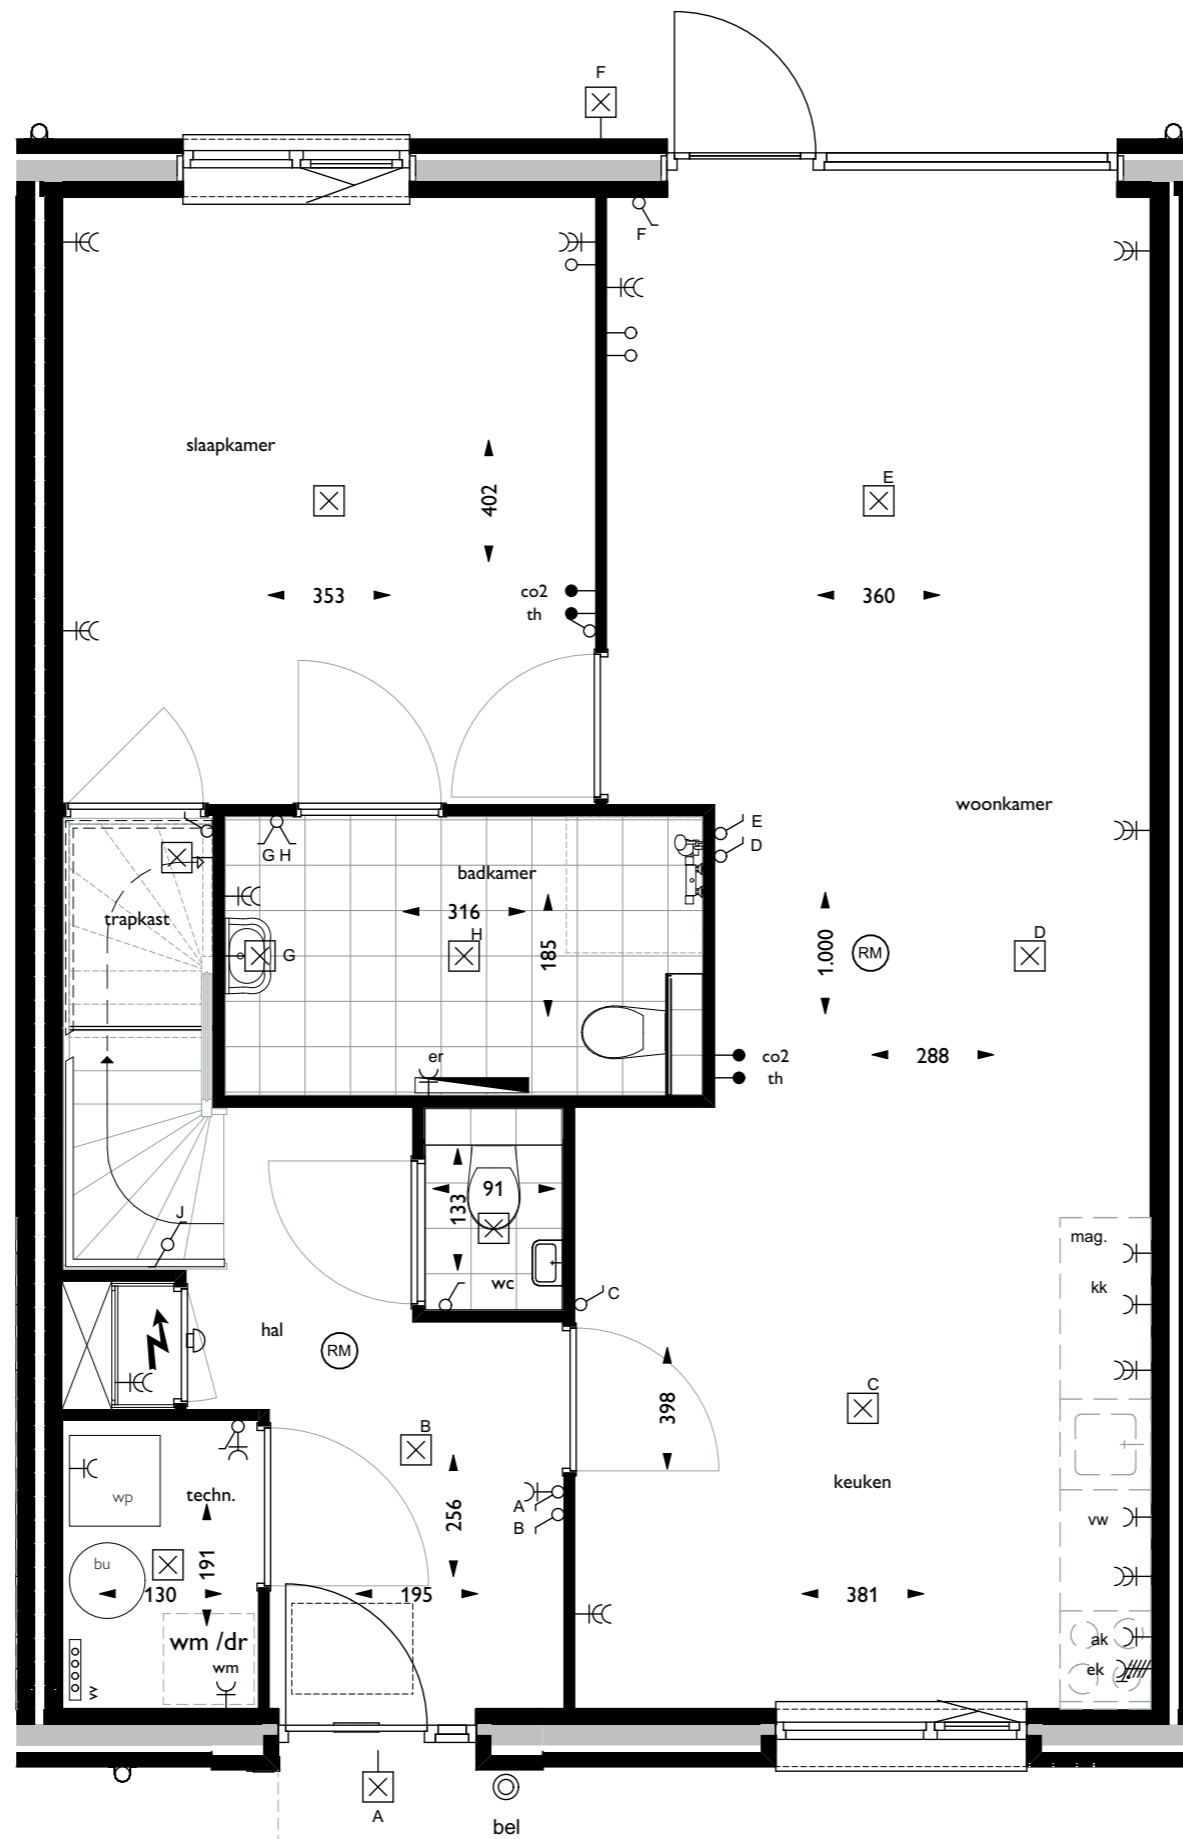 F
F
slaapkamer
E
402
353
360
co2
th
woonkamer
E
G H
D
badkamer
trapkast
316
H
G
185
1.000
RM
D
er
co2
288
th
133
91
J
mag.
wc
C
kk
hal
RM
398
C
B
keuken
wp
techn.
A
256
B
vw
bu
191
130
195
381
wm /dr
ak
wm
ek
A
bel